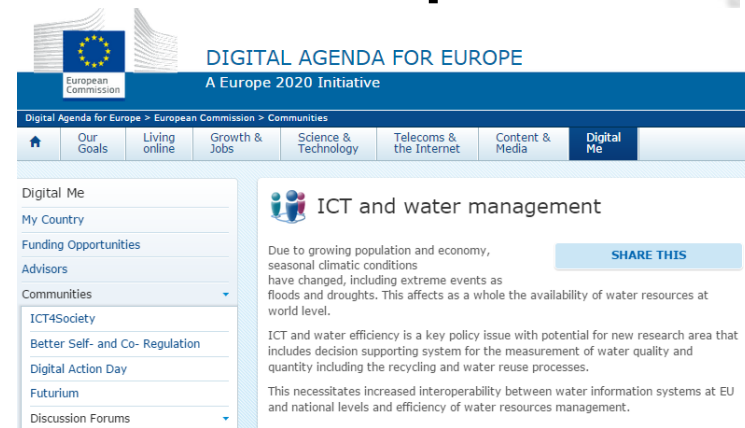 DIGITAL AGENDA FOR EUROPE
European
Commission
A Europe 2020 Initiative
Digital Agenda for Europe > European Commission > Communities
Our
Goals
Living
online
Growth &
Jobs
Science &
Technology
Telecoms &
the Internet
Content &
Media
Digital
Me
Digital Me
My Country
Funding Opportunities
Advisors
Communities
ICT4Society
Better Self- and Co- Regulation
Digital Action Day
Futurium
Discussion Forums
ICT and water management
SHARE THIS
Due to growing population and economy,
seasonal climatic conditions
have changed, including extreme events as
floods and droughts. This affects as a whole the availability of water resources at
world level.
ICT and water efficiency is a key policy issue with potential for new research area that
includes decision supporting system for the measurement of water quality and
quantity including the recycling and water reuse processes.
This necessitates increased interoperability between water information systems at EU
and national levels and efficiency of water resources management.